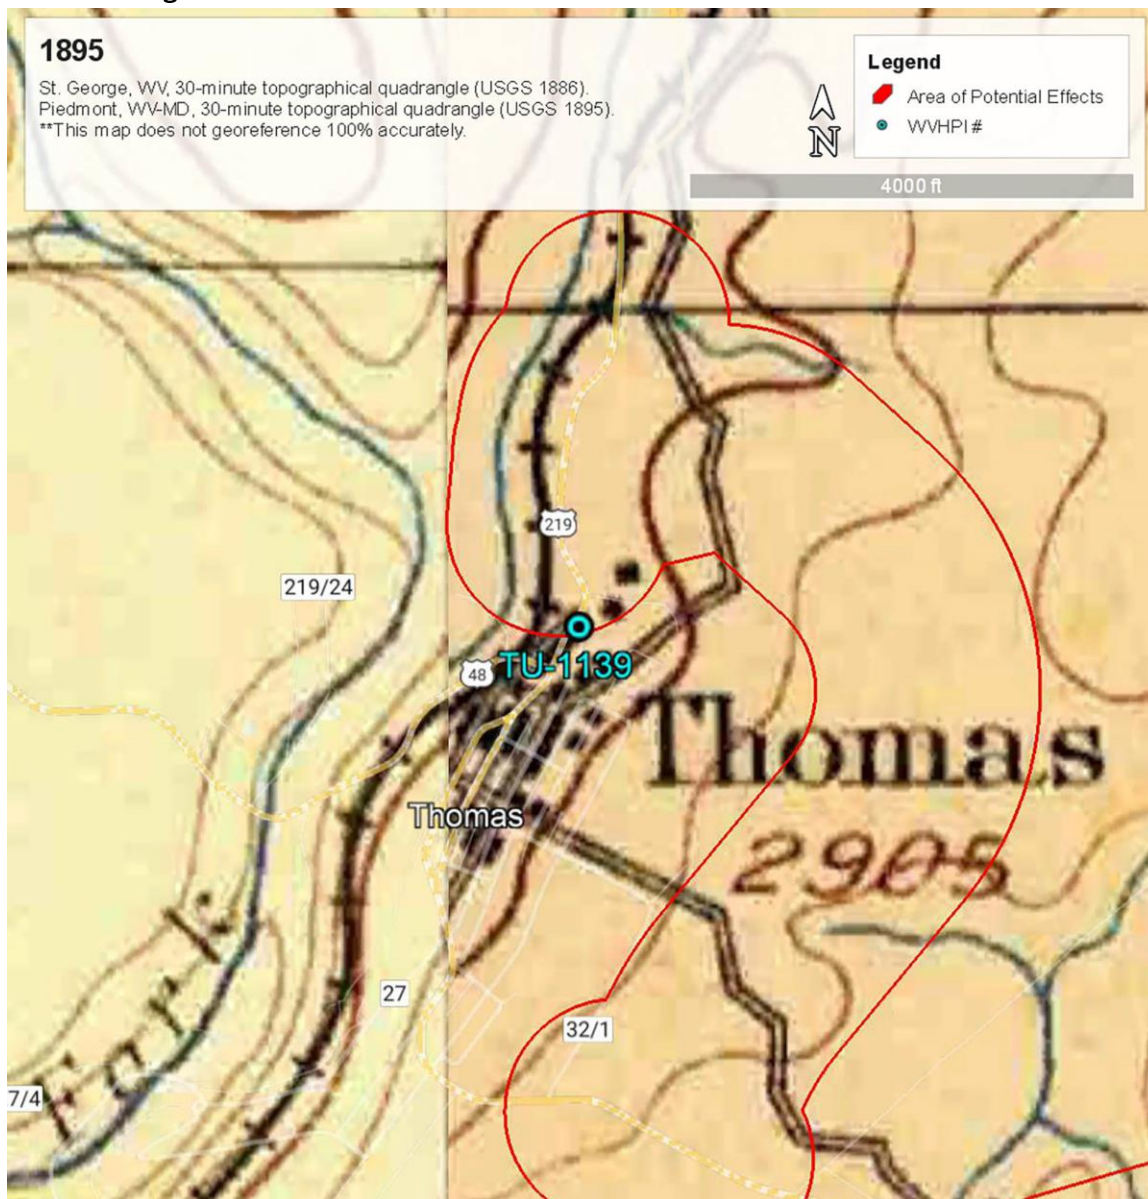 1895
St. George, WV, 30-minute topographical quadrangle (USGS 1886).
Piedmont, WV-MD, 30-minute topographical quadrangle (USGS 1895).
**This map does not georeference 100% accurately.
N
Legend
Area of Potential Effects
WVHPI #
4000 ft
219
219/24
TU-1139
48
Thomas
Thomas
2905
Fork
27
32/1
7/4